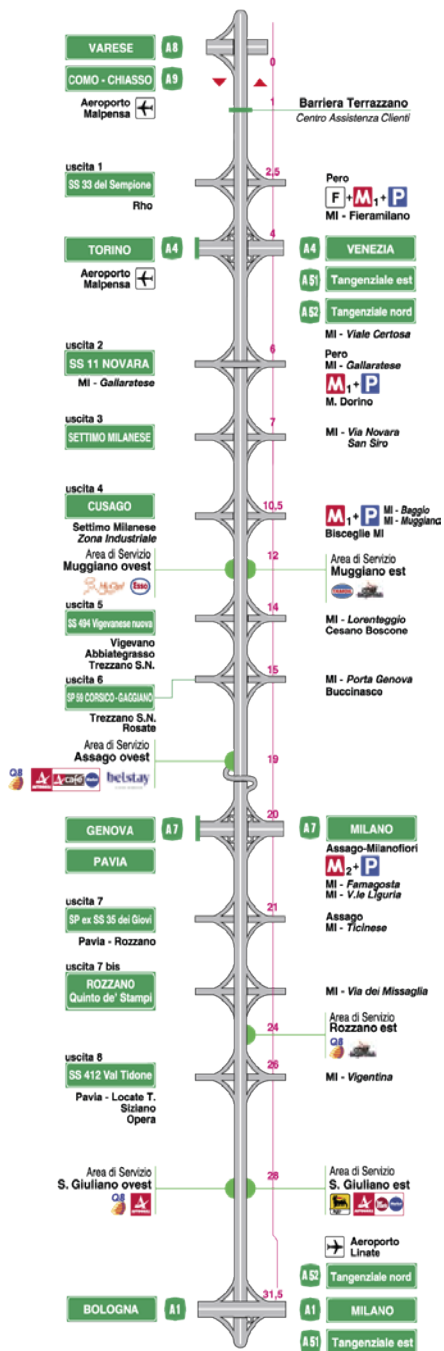 VARESE A8
0
COMO - CHIASSO A9
Aeroporto
Malpensa
1
Barriera Terrazzano
Centro Assistenza Clienti
uscita 1
SS 33 del Sempione
Rho
2,5
Pero
F + M1 + P
MI - Fieramilano
4
TORINO A4
Aeroporto
Malpensa
A4 VENEZIA
A51 Tangenziale est
A52 Tangenziale nord
MI - Viale Certosa
uscita 2
SS 11 NOVARA
MI - Gallaratese
6
Pero
MI - Gallaratese
M1 + P
M. Dorino
uscita 3
SETTIMO MILANESE
7
MI - Via Novara
San Siro
uscita 4
CUSAGO
Settimo Milanese
Zona Industriale
10,5
M1 + P MI - Baggio
MI - Muggiano
Bisceglie MI
Area di Servizio
Muggiano ovest
Esso
12
Area di Servizio
Muggiano est
uscita 5
SS 494 Vigevanese nuova
Vigevano
Abbiategrasso
Trezzano S.N.
14
MI - Lorenteggio
Cesano Boscone
uscita 6
SP 59 CORSICO - GAGGIANO
Trezzano S.N.
Rosate
15
MI - Porta Genova
Buccinasco
Area di Servizio
Assago ovest
Q8
belstay
19
20
GENOVA A7
PAVIA
A7 MILANO
Assago-Milanofiori
M2 + P
MI - Famagosta
MI - V.le Liguria
uscita 7
SP ex SS 35 dei Giovi
Pavia - Rozzano
21
Assago
MI - Ticinese
uscita 7 bis
ROZZANO
Quinto de' Stampi
MI - Via dei Missaglia
24
Area di Servizio
Rozzano est
Q8
uscita 8
SS 412 Val Tidone
Pavia - Locate T.
Siziano
Opera
26
MI - Vigentina
Area di Servizio
S. Giuliano ovest
Q8
28
Area di Servizio
S. Giuliano est
Aeroporto
Linate
31,5
A52 Tangenziale nord
BOLOGNA A1
A1 MILANO
A51 Tangenziale est